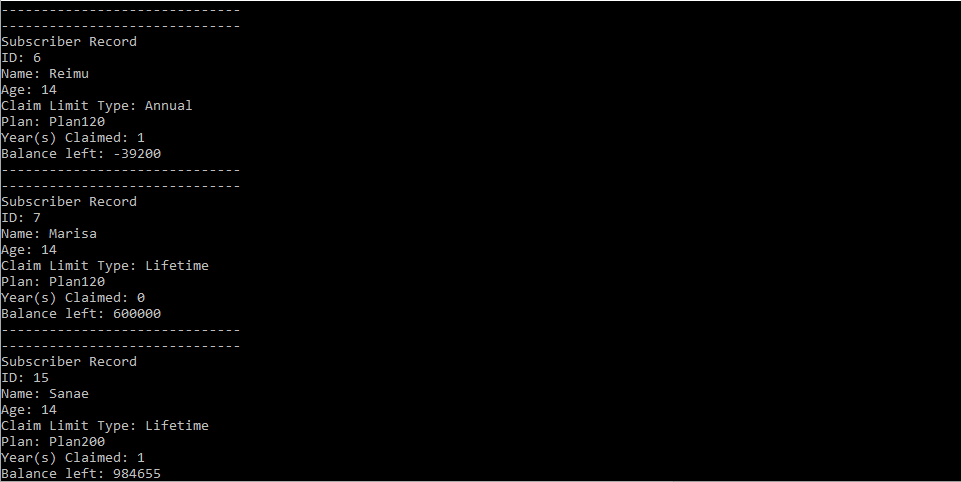 ------------------------------
------------------------------
Subscriber Record
ID: 6
Name: Reimu
Age: 14
Claim Limit Type: Annual
Plan: Plan120
Year(s) Claimed: 1
Balance left: -39200
------------------------------
------------------------------
Subscriber Record
ID: 7
Name: Marisa
Age: 14
Claim Limit Type: Lifetime
Plan: Plan120
Year(s) Claimed: 0
Balance left: 600000
------------------------------
------------------------------
Subscriber Record
ID: 15
Name: Sanae
Age: 14
Claim Limit Type: Lifetime
Plan: Plan200
Year(s) Claimed: 1
Balance left: 984655